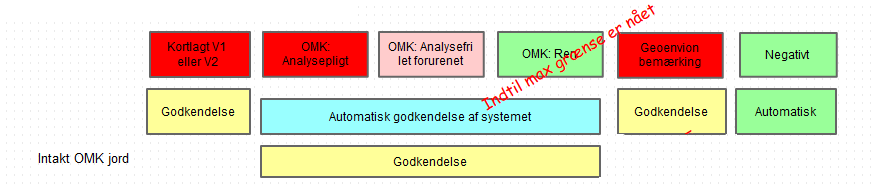 Kortlagt V1
eller V2
OMK:
Analysepligt
OMK: Analysefri
let forurenet
OMK: Ren
Indtil max grænse er nået
Geoenvion
bemærking
Negativt
Godkendelse
Automatisk godkendelse af systemet
Godkendelse
Automatisk
Intakt OMK jord
Godkendelse